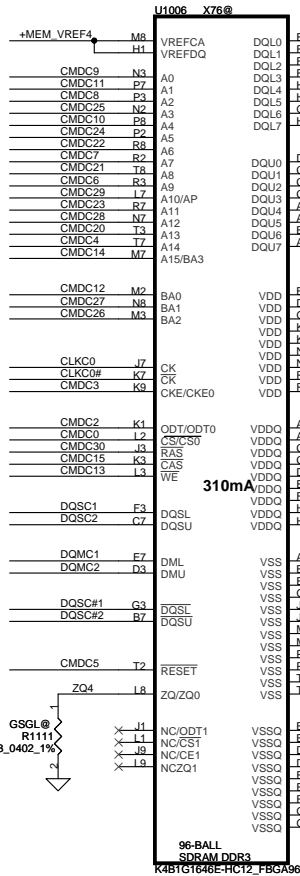 U1006 X76@
+MEM_VREF4 M8 VREFCA DQL0
H1 VREFDQ DQL1
DQL2
CMDC9 N3 A0 DQL3
CMDC11 P7 A1 DQL4
CMDC8 P3 A2 DQL5
CMDC25 N2 A3 DQL6
CMDC10 P8 A4 DQL7
CMDC24 P2 A5
CMDC22 R8 A6
CMDC7 R2 A7 DQU0
CMDC21 T8 A8 DQU1
CMDC6 R3 A9 DQU2
CMDC29 L7 A10/AP DQU3
CMDC23 R7 A11 DQU4
CMDC28 N7 A12 DQU5
CMDC20 T3 A13 DQU6
CMDC4 T7 A14 DQU7
CMDC14 M7 A15/BA3
CMDC12 M2 BA0 VDD
CMDC27 N8 BA1 VDD
CMDC26 M3 BA2 VDD
VDD
VDD
VDD
CLKC0 J7 CK VDD
CLKC0# K7 CK VDD
CMDC3 K9 CKE/CKE0 VDD
CMDC2 K1 ODT/ODT0 VDDQ
CMDC0 L2 CS/CS0 VDDQ
CMDC30 J3 RAS VDDQ
CMDC15 K3 CAS VDDQ
CMDC13 L3 WE VDDQ
310mA VDDQ
VDDQ
DQSC1 F3 DQSL VDDQ
DQSC2 C7 DQSU VDDQ
DQMC1 E7 DML VSS
DQMC2 D3 DMU VSS
VSS
VSS
DQSC#1 G3 DQSL VSS
DQSC#2 B7 DQSU VSS
VSS
VSS
VSS
VSS
CMDC5 T2 RESET VSS
ZQ4 L8 ZQ/ZQ0 VSS
1
GSGL@
R1111
_0402_1%
2
J1 NC/ODT1 VSSQ
L1 NC/CS1 VSSQ
J9 NC/CE1 VSSQ
L9 NCZQ1 VSSQ
VSSQ
VSSQ
VSSQ
VSSQ
VSSQ
96-BALL
SDRAM DDR3
K4B1G1646E-HC12_FBGA96